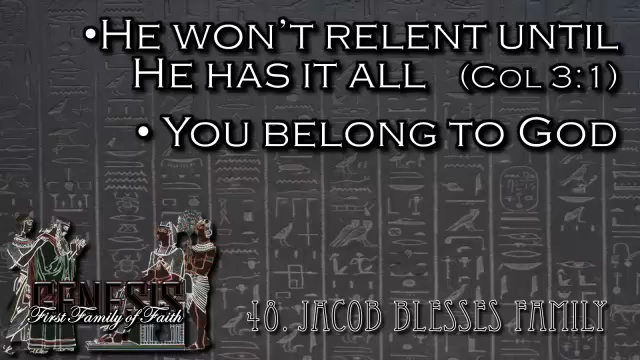 •He won't relent until
He has it all (Col 3:1)
• You belong to God
GENESIS
First Family of Faith
48. Jacob Blesses Family